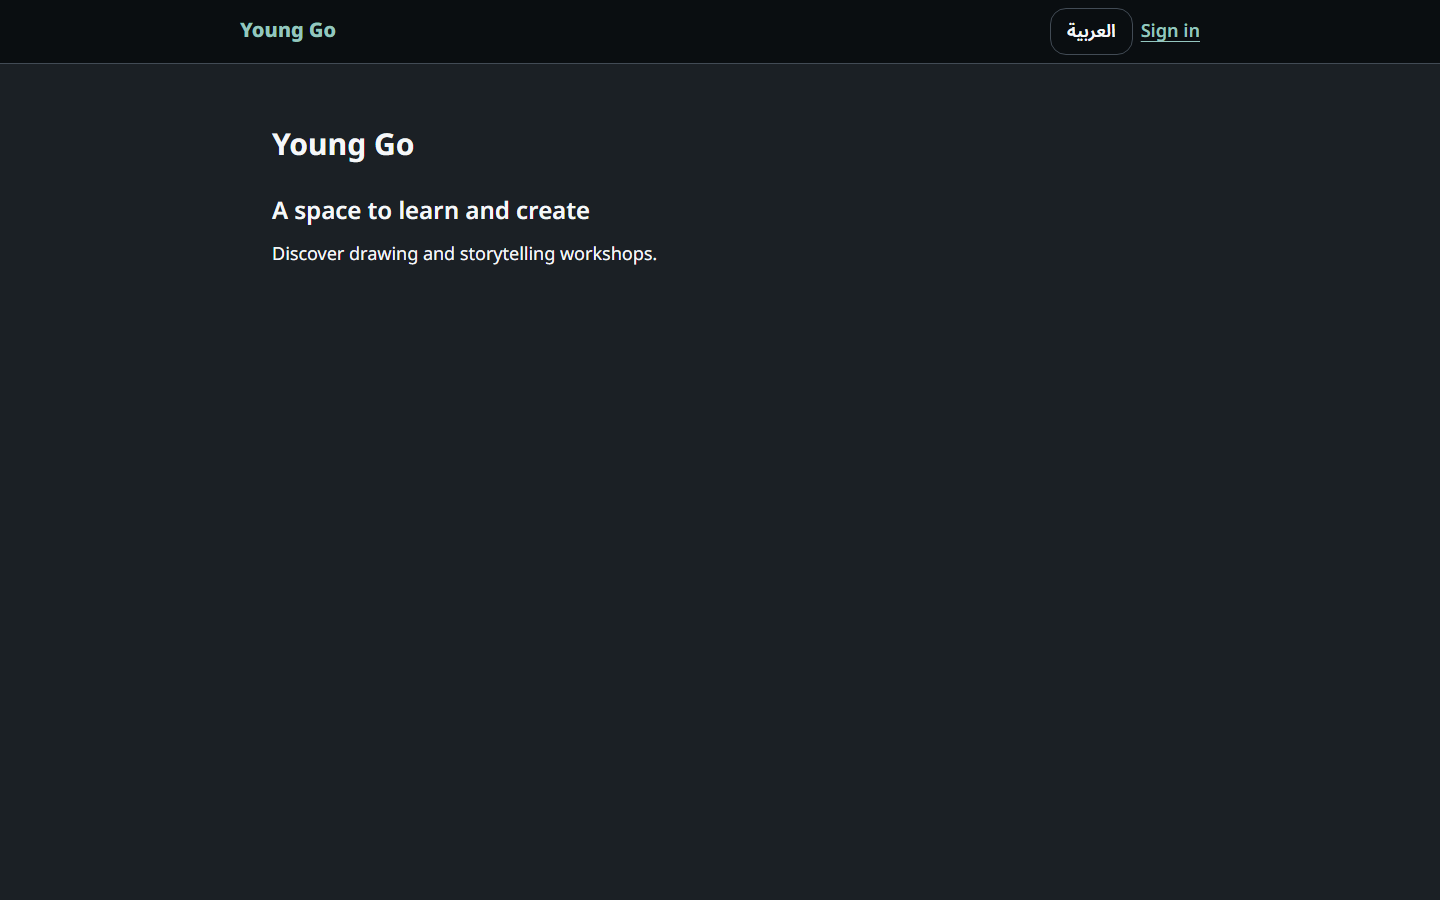 Young Go
العربية
Sign in
Young Go
A space to learn and create
Discover drawing and storytelling workshops.